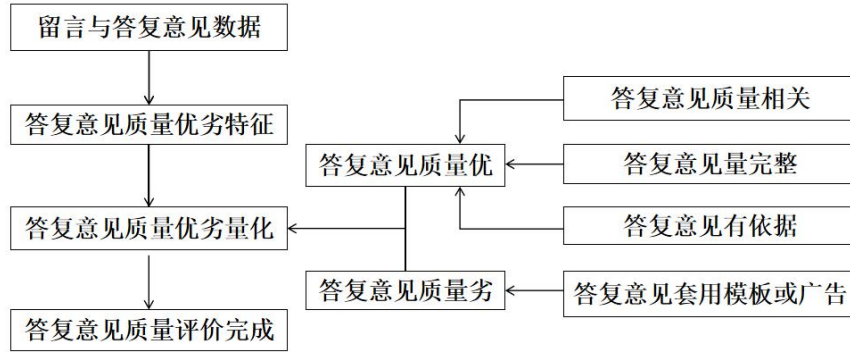 留言与答复意见数据
答复意见质量优劣特征
答复意见质量优劣量化
答复意见质量评价完成
答复意见质量优
答复意见质量劣
答复意见质量相关
答复意见量完整
答复意见有依据
答复意见套用模板或广告